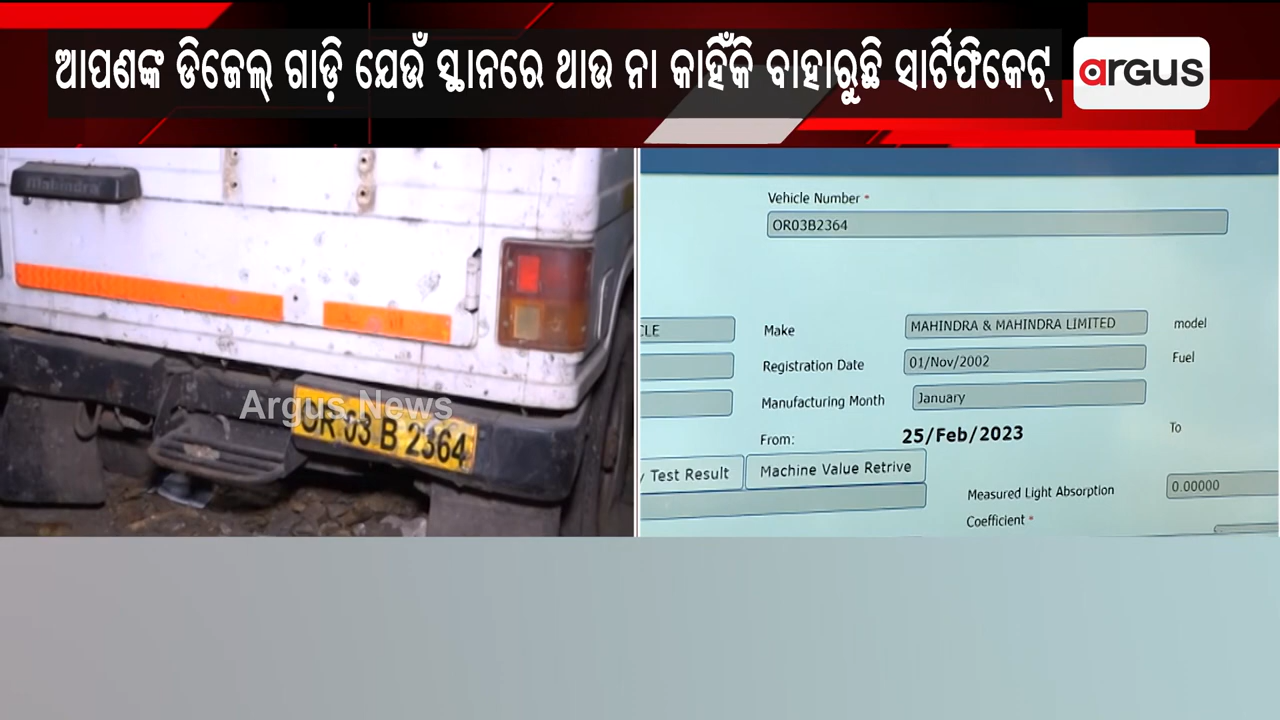 ଆପଣଙ୍କ ଡିଜେଲ୍ ଗାଡ଼ି ଯେଉଁ ସ୍ଥାନରେ ଥାଉ ନା କାହିଁକି ବାହାରୁଛି ସାର୍ଟିଫିକେଟ୍
argus
Mahindra
Argus News
OR 03 B 2364
Vehicle Number *
OR03B2364
CLE
Make
MAHINDRA & MAHINDRA LIMITED
model
Registration Date
01/Nov/2002
Fuel
Manufacturing Month
January
From:
25/Feb/2023
To
Test Result
Machine Value Retrive
Measured Light Absorption
0.00000
Coefficient *